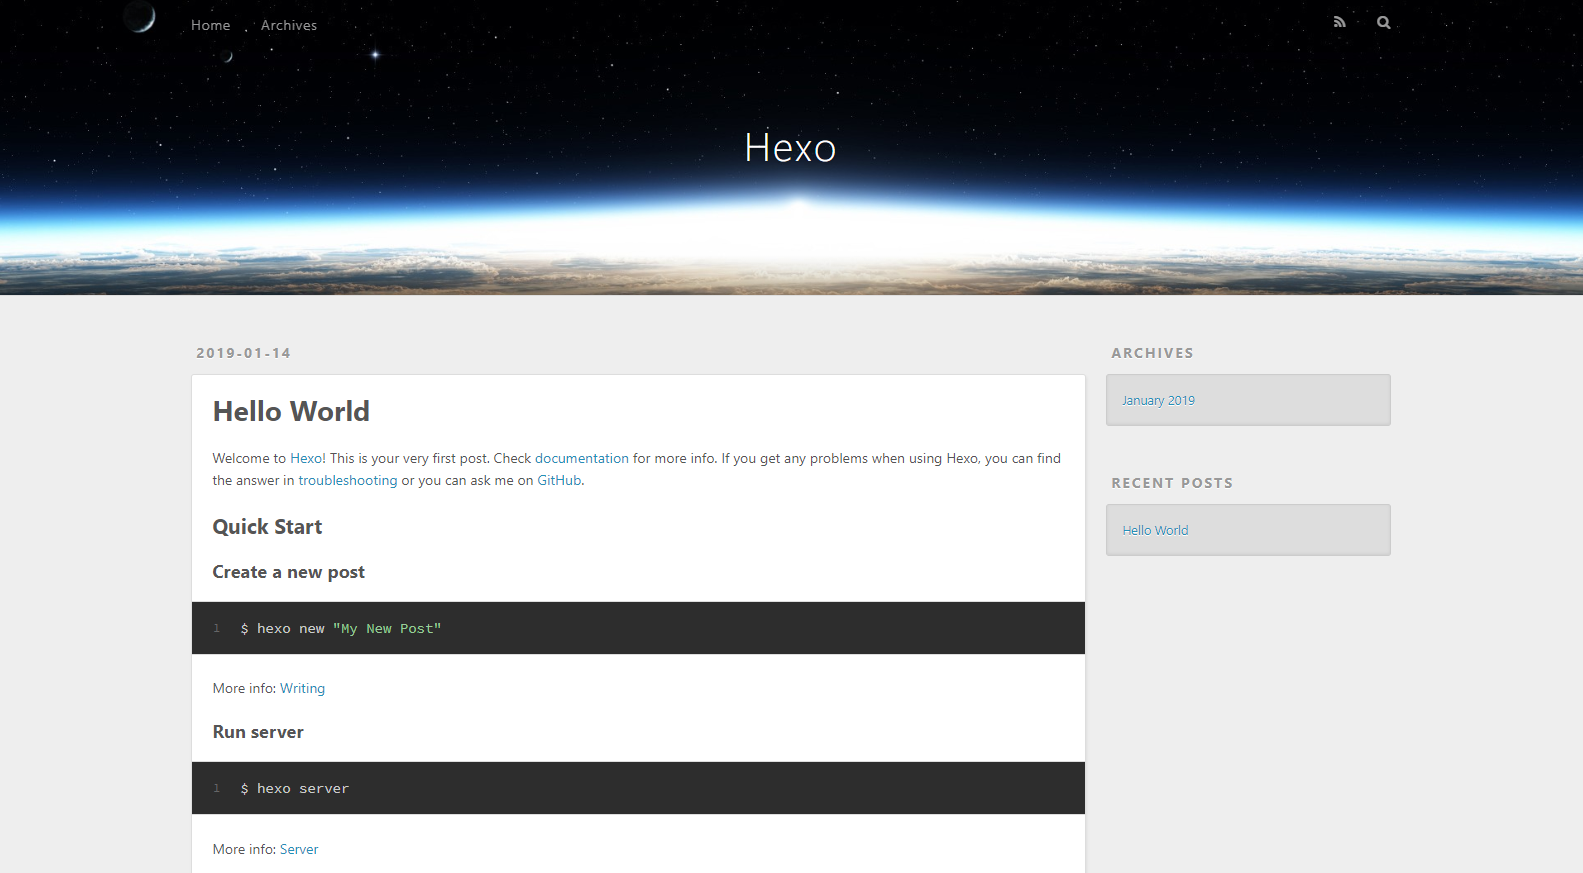 Home Archives
Hexo
2019-01-14
Hello World
Welcome to Hexo! This is your very first post. Check documentation for more info. If you get any problems when using Hexo, you can find
the answer in troubleshooting or you can ask me on GitHub.
Quick Start
Create a new post
1 $ hexo new "My New Post"
More info: Writing
Run server
1 $ hexo server
More info: Server
ARCHIVES
January 2019
RECENT POSTS
Hello World